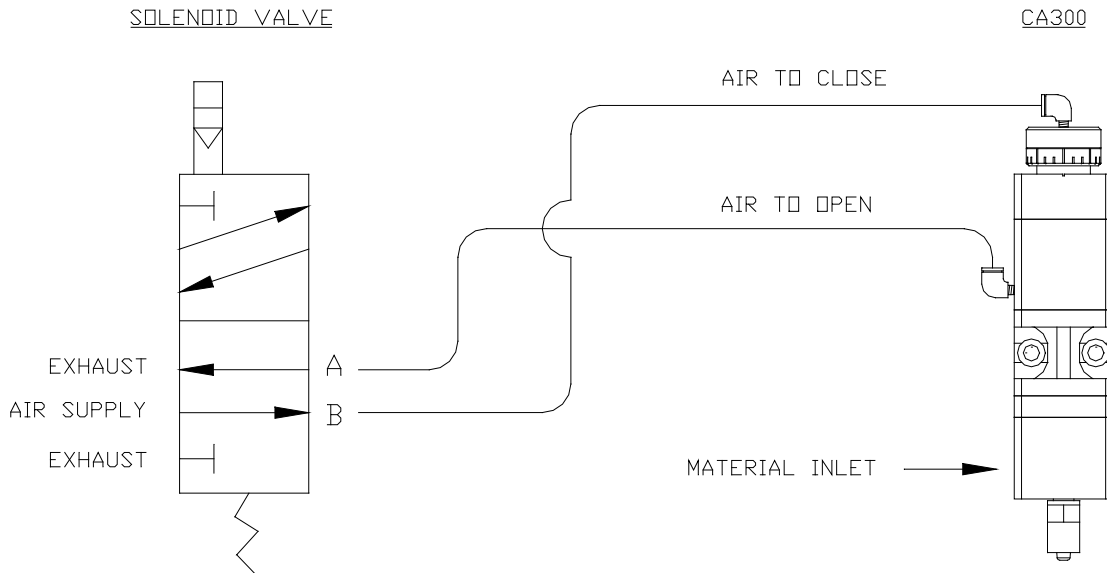 SOLENOID VALVE
CA300
AIR TO CLOSE
AIR TO OPEN
EXHAUST
A
AIR SUPPLY
B
EXHAUST
MATERIAL INLET